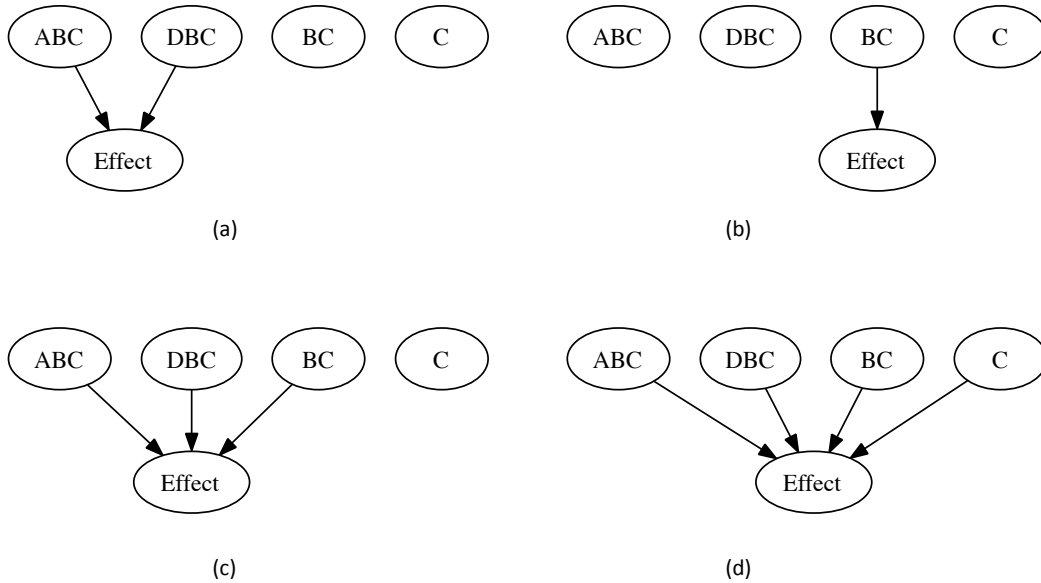 ABC DBC BC C ABC DBC BC C
Effect Effect
(a) (b)
ABC DBC BC C ABC DBC BC C
Effect Effect
(c) (d)